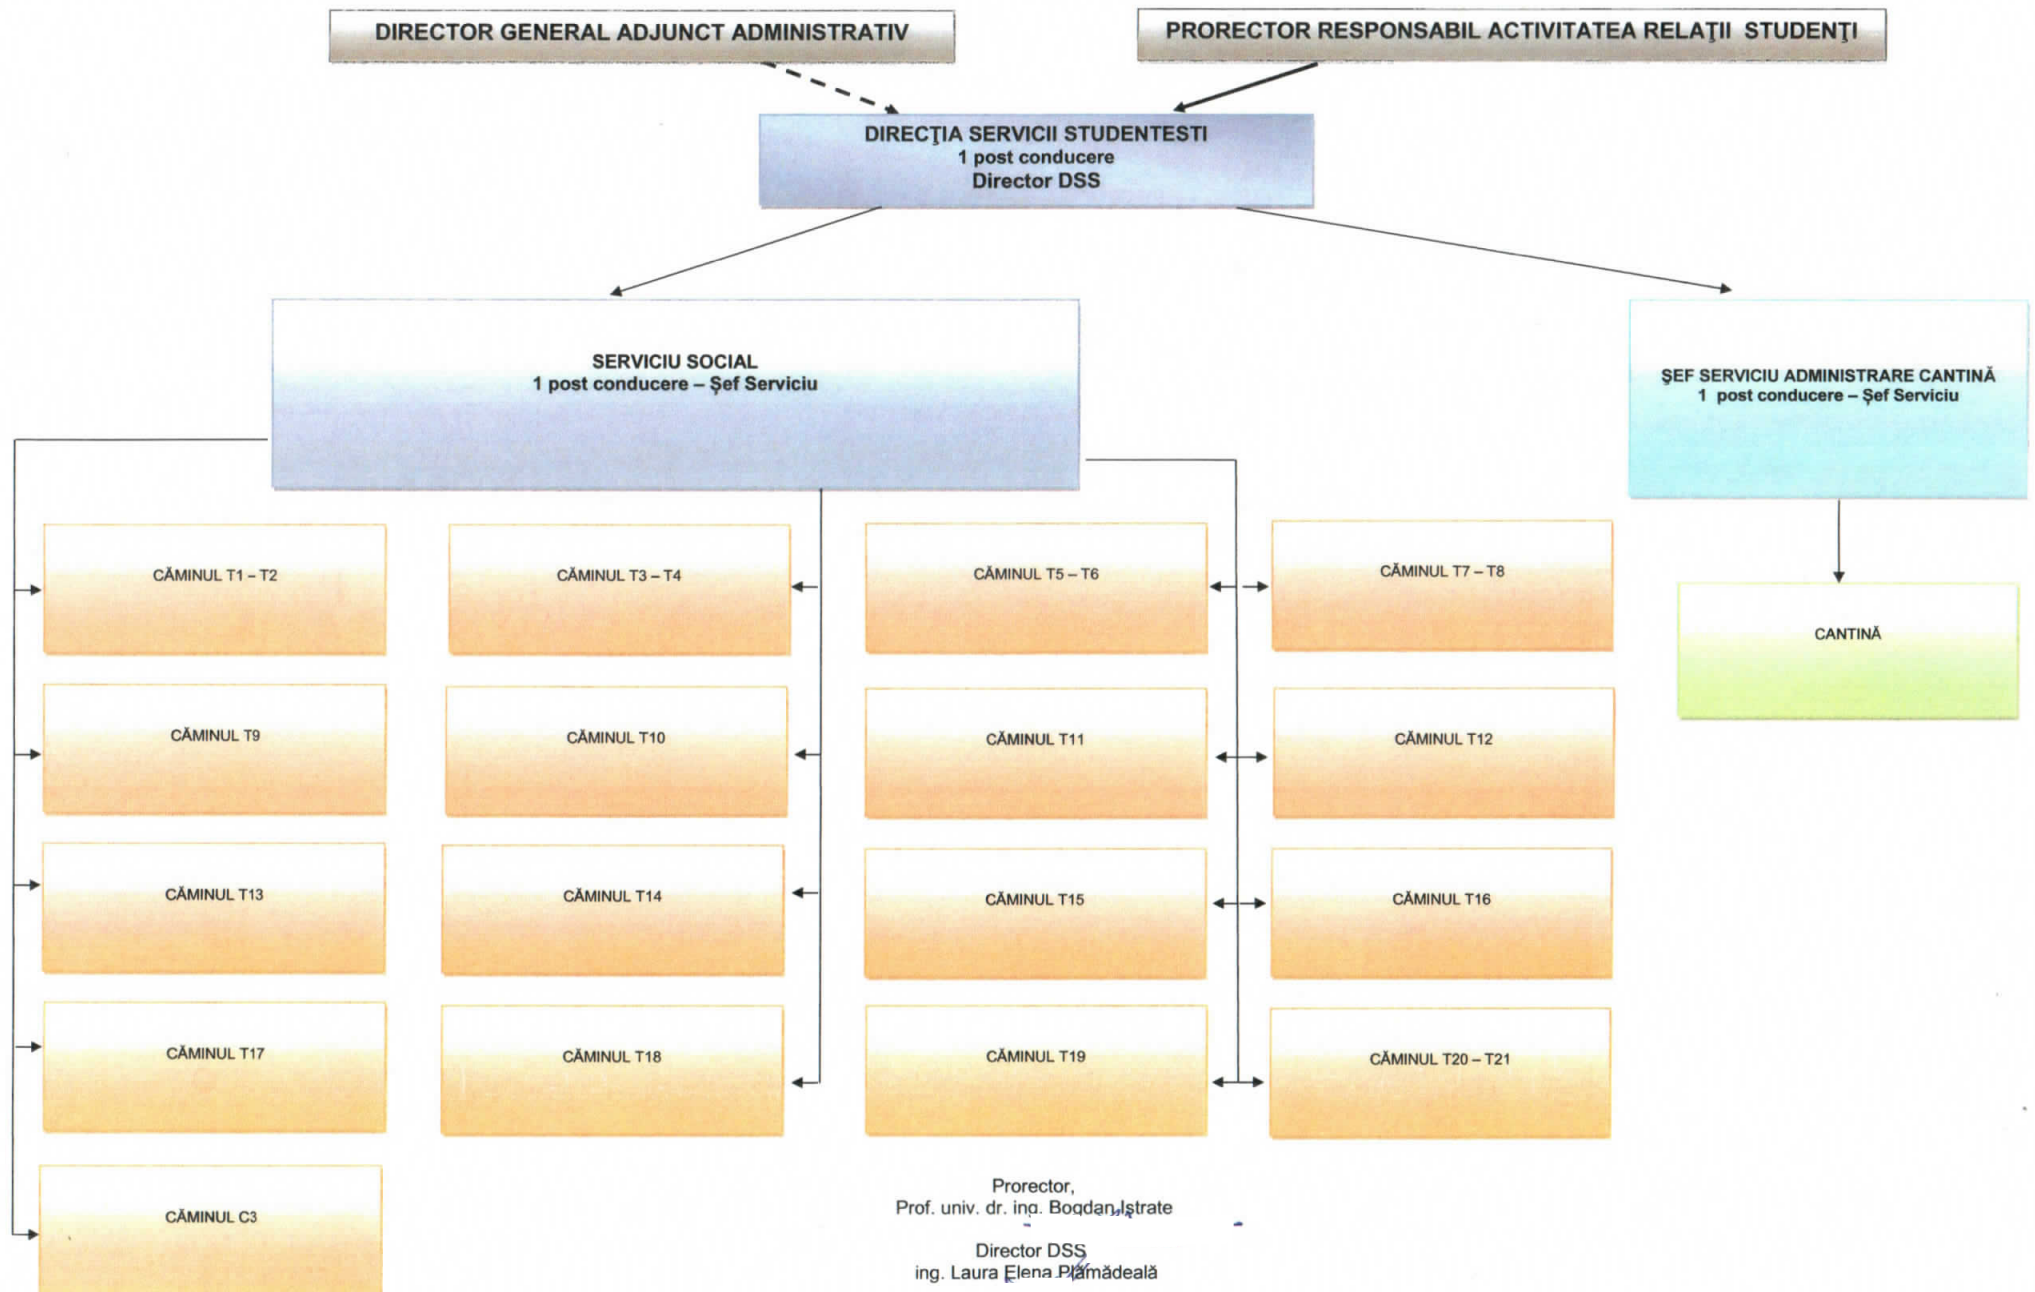 DIRECTOR GENERAL ADJUNCT ADMINISTRATIV
PRORECTOR RESPONSABIL ACTIVITATEA RELAŢII STUDENŢI
DIRECŢIA SERVICII STUDENTESTI
1 post conducere
Director DSS
SERVICIU SOCIAL
1 post conducere – Şef Serviciu
ŞEF SERVICIU ADMINISTRARE CANTINĂ
1 post conducere – Şef Serviciu
CĂMINUL T1 – T2
CĂMINUL T3 – T4
CĂMINUL T5 – T6
CĂMINUL T7 – T8
CANTINĂ
CĂMINUL T9
CĂMINUL T10
CĂMINUL T11
CĂMINUL T12
CĂMINUL T13
CĂMINUL T14
CĂMINUL T15
CĂMINUL T16
CĂMINUL T17
CĂMINUL T18
CĂMINUL T19
CĂMINUL T20 – T21
CĂMINUL C3
Prorector,
Prof. univ. dr. ing. Bogdan Istrate
Director DSS
ing. Laura Elena Plămădeală